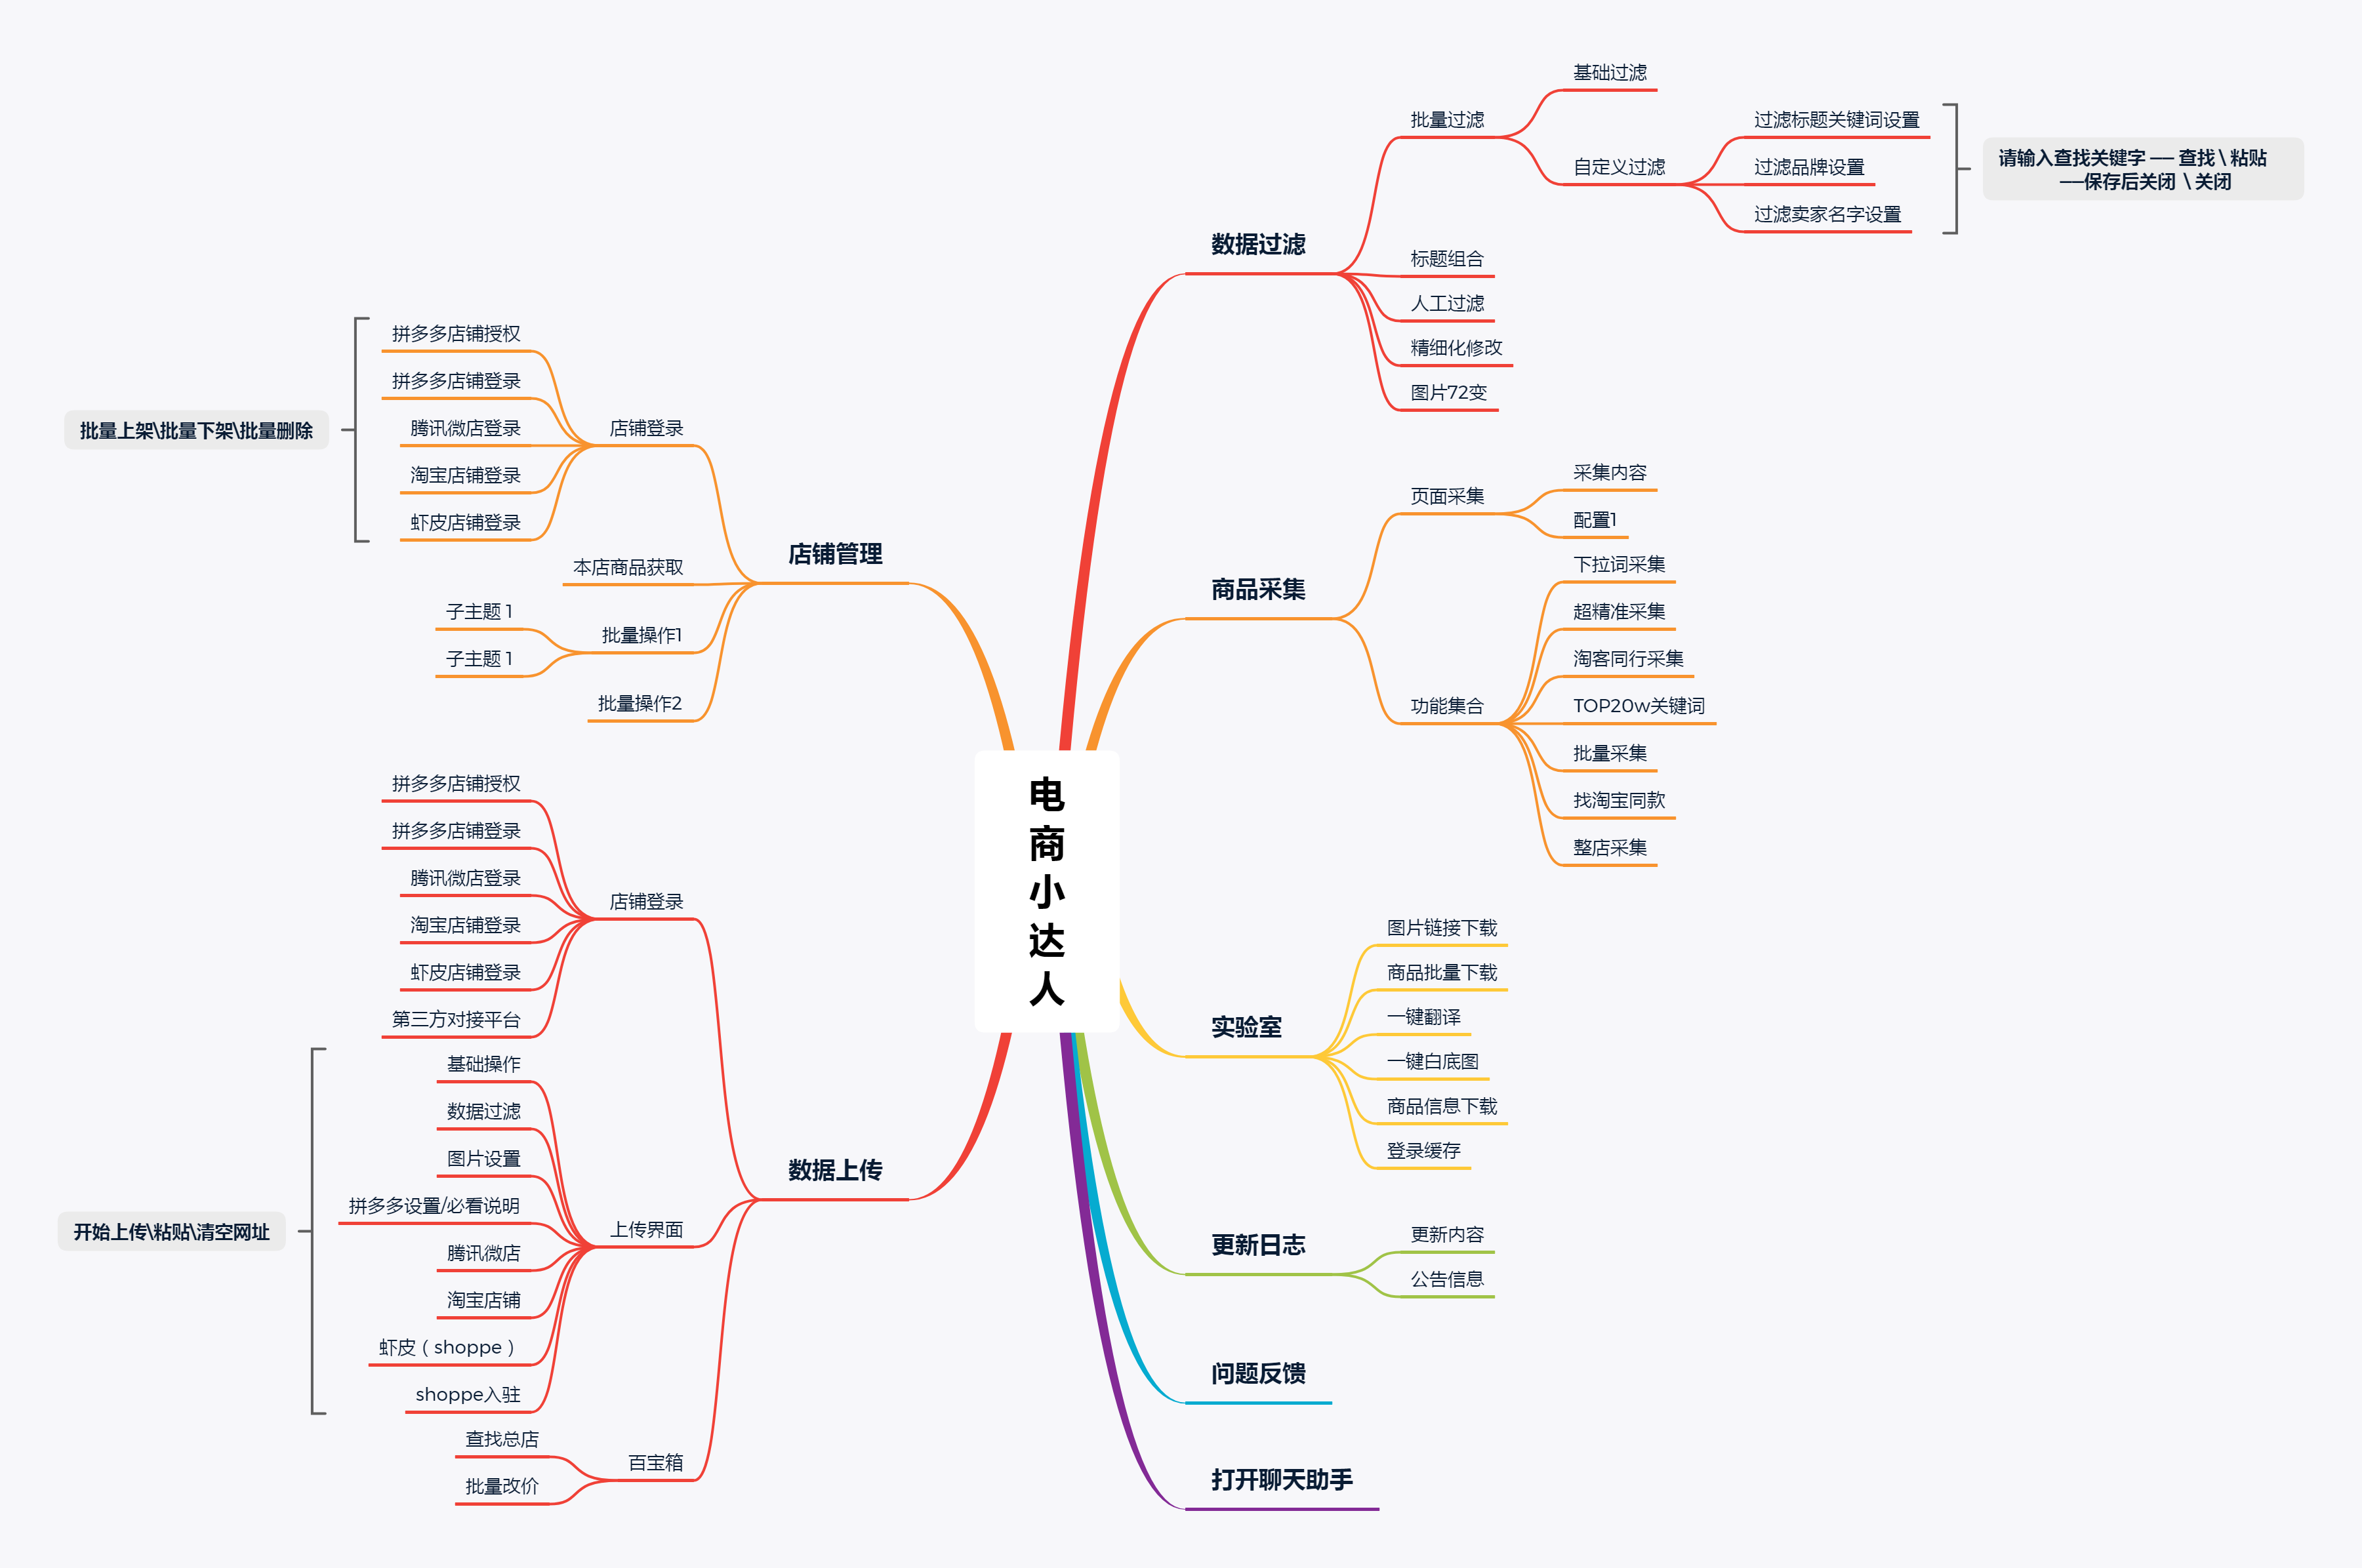 电
商
小
达
人
数据过滤
批量过滤
基础过滤
自定义过滤
过滤标题关键词设置
过滤品牌设置
过滤卖家名字设置
请输入查找关键字 —— 查找 \ 粘贴
——保存后关闭 \ 关闭
标题组合
人工过滤
精细化修改
图片72变
商品采集
页面采集
采集内容
配置1
功能集合
下拉词采集
超精准采集
淘客同行采集
TOP20w关键词
批量采集
找淘宝同款
整店采集
实验室
图片链接下载
商品批量下载
一键翻译
一键白底图
商品信息下载
登录缓存
更新日志
更新内容
公告信息
问题反馈
打开聊天助手
店铺管理
店铺登录
拼多多店铺授权
拼多多店铺登录
腾讯微店登录
淘宝店铺登录
虾皮店铺登录
批量上架\批量下架\批量删除
本店商品获取
批量操作1
子主题 1
子主题 1
批量操作2
数据上传
店铺登录
拼多多店铺授权
拼多多店铺登录
腾讯微店登录
淘宝店铺登录
虾皮店铺登录
第三方对接平台
上传界面
基础操作
数据过滤
图片设置
拼多多设置/必看说明
腾讯微店
淘宝店铺
虾皮（shoppe）
shoppe入驻
开始上传\粘贴\清空网址
百宝箱
查找总店
批量改价